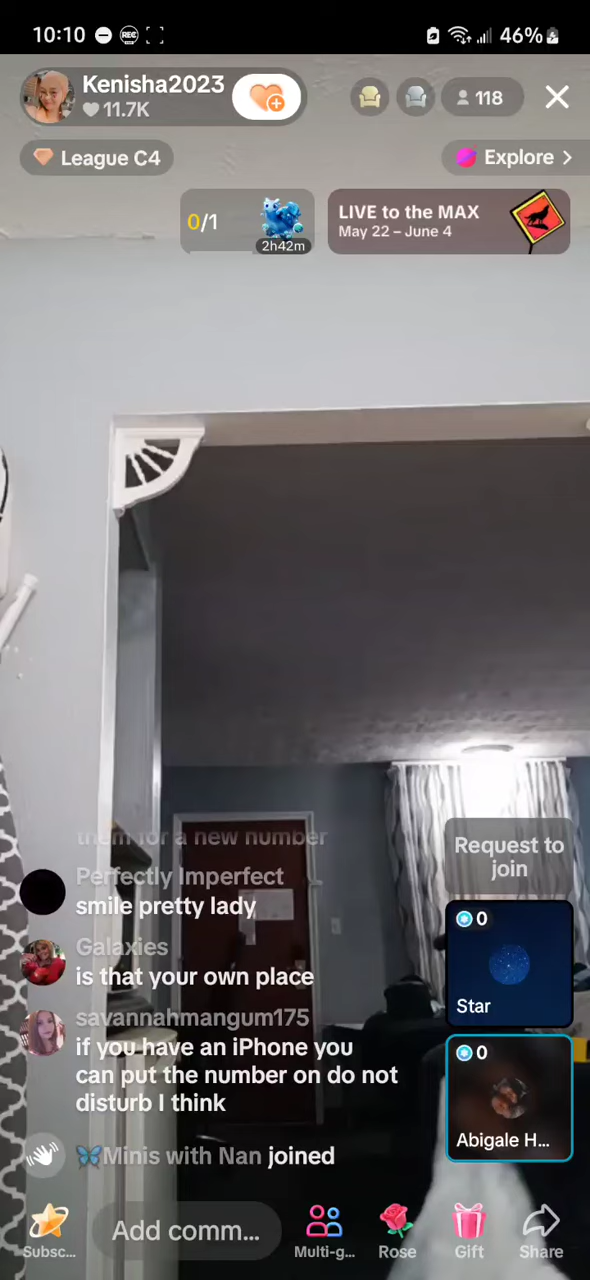 10:10
REC
46%
Kenisha2023
11.7K
118
League C4
Explore >
0/1
2h42m
LIVE to the MAX
May 22 – June 4
them for a new number
Perfectly Imperfect
smile pretty lady
Galaxies
is that your own place
savannahmangum175
if you have an iPhone you
can put the number on do not
disturb I think
🦋Minis with Nan joined
Request to
join
0
Star
0
Abigale H...
Subsc...
Add comm...
Multi-g...
Rose
Gift
Share